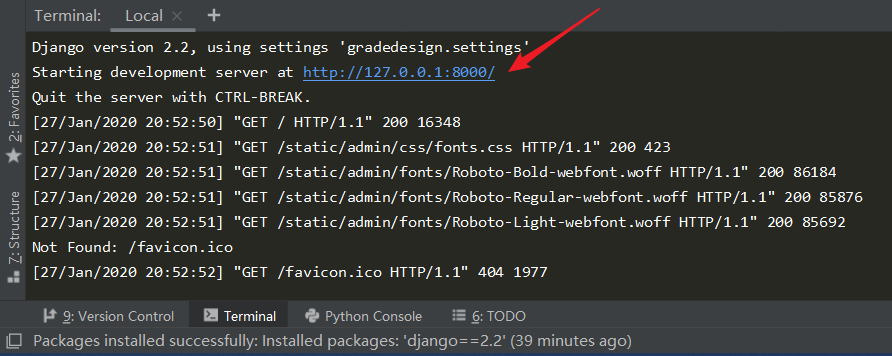 Terminal: Local +
Django version 2.2, using settings 'gradedesign.settings'
Starting development server at http://127.0.0.1:8000/
Quit the server with CTRL-BREAK.
[27/Jan/2020 20:52:50] "GET / HTTP/1.1" 200 16348
[27/Jan/2020 20:52:51] "GET /static/admin/css/fonts.css HTTP/1.1" 200 423
[27/Jan/2020 20:52:51] "GET /static/admin/fonts/Roboto-Bold-webfont.woff HTTP/1.1" 200 86184
[27/Jan/2020 20:52:51] "GET /static/admin/fonts/Roboto-Regular-webfont.woff HTTP/1.1" 200 85876
[27/Jan/2020 20:52:51] "GET /static/admin/fonts/Roboto-Light-webfont.woff HTTP/1.1" 200 85692
Not Found: /favicon.ico
[27/Jan/2020 20:52:52] "GET /favicon.ico HTTP/1.1" 404 1977
2: Favorites
7: Structure
9: Version Control Terminal Python Console 6: TODO
Packages installed successfully: Installed packages: 'django==2.2' (39 minutes ago)